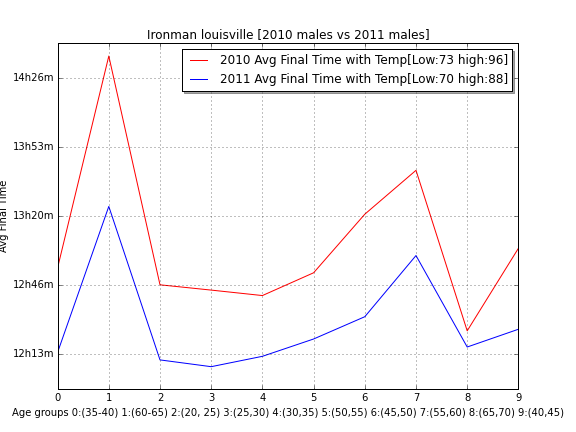 Ironman louisville [2010 males vs 2011 males]
2010 Avg Final Time with Temp[Low:73 high:96]
2011 Avg Final Time with Temp[Low:70 high:88]
14h26m
13h53m
13h20m
12h46m
12h13m
Avg Final Time
0 1 2 3 4 5 6 7 8 9
Age groups 0:(35-40) 1:(60-65) 2:(20, 25) 3:(25,30) 4:(30,35) 5:(50,55) 6:(45,50) 7:(55,60) 8:(65,70) 9:(40,45)